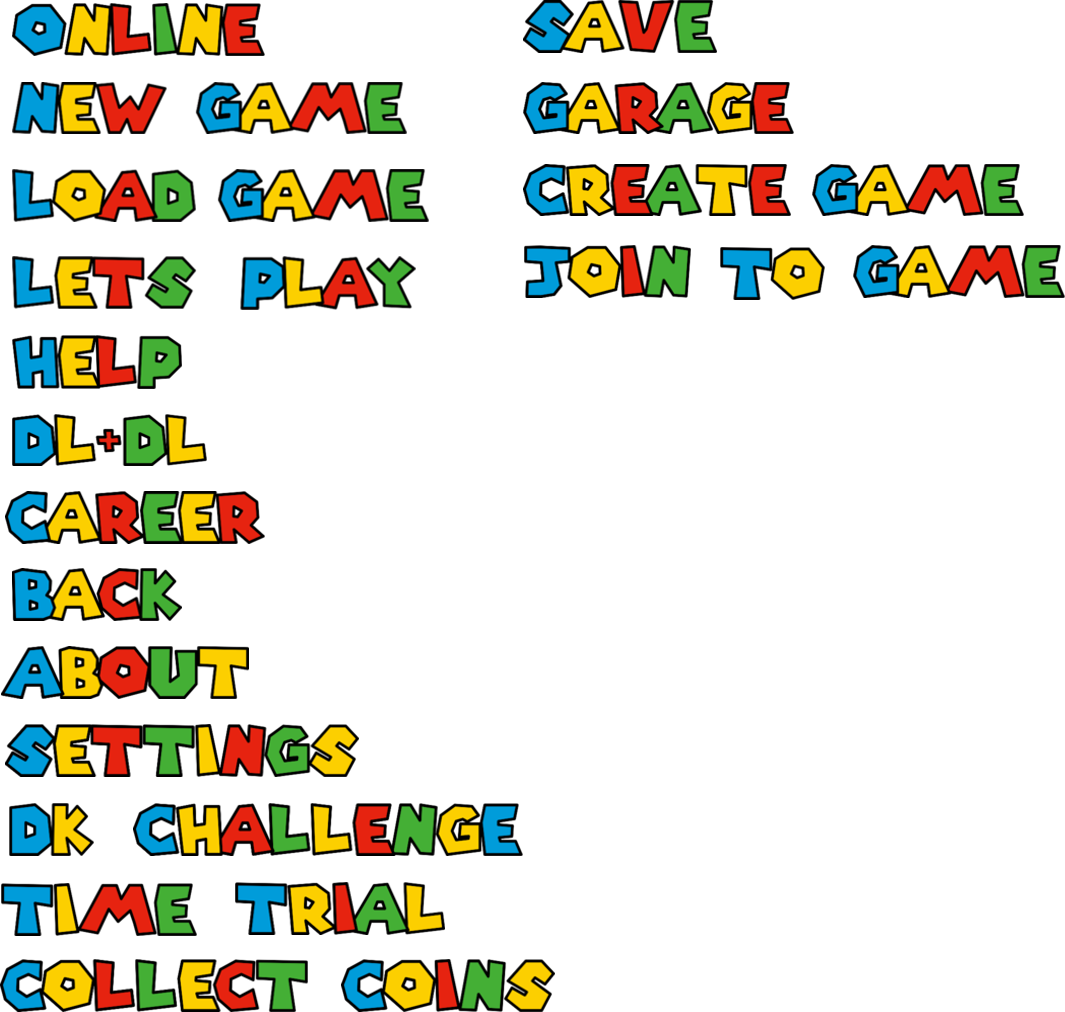 ONLINE
NEW GAME
LOAD GAME
LETS PLAY
HELP
DL+DL
CAREER
BACK
ABOUT
SETTINGS
DK CHALLENGE
TIME TRIAL
COLLECT COINS
SAVE
GARAGE
CREATE GAME
JOIN TO GAME